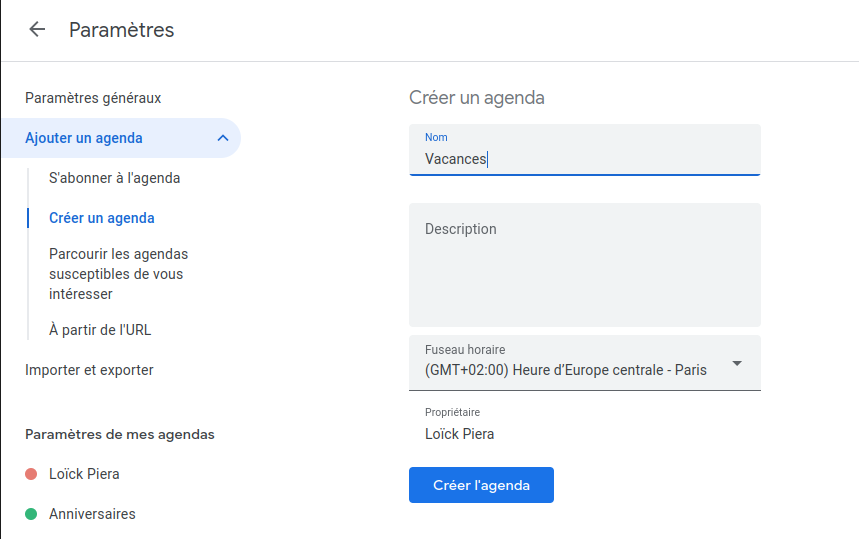 Paramètres
Paramètres généraux
Ajouter un agenda
S'abonner à l'agenda
Créer un agenda
Parcourir les agendas
susceptibles de vous
intéresser
À partir de l'URL
Importer et exporter
Paramètres de mes agendas
Loïck Piera
Anniversaires
Créer un agenda
Nom
Vacances
Description
Fuseau horaire
(GMT+02:00) Heure d’Europe centrale - Paris
Propriétaire
Loïck Piera
Créer l'agenda